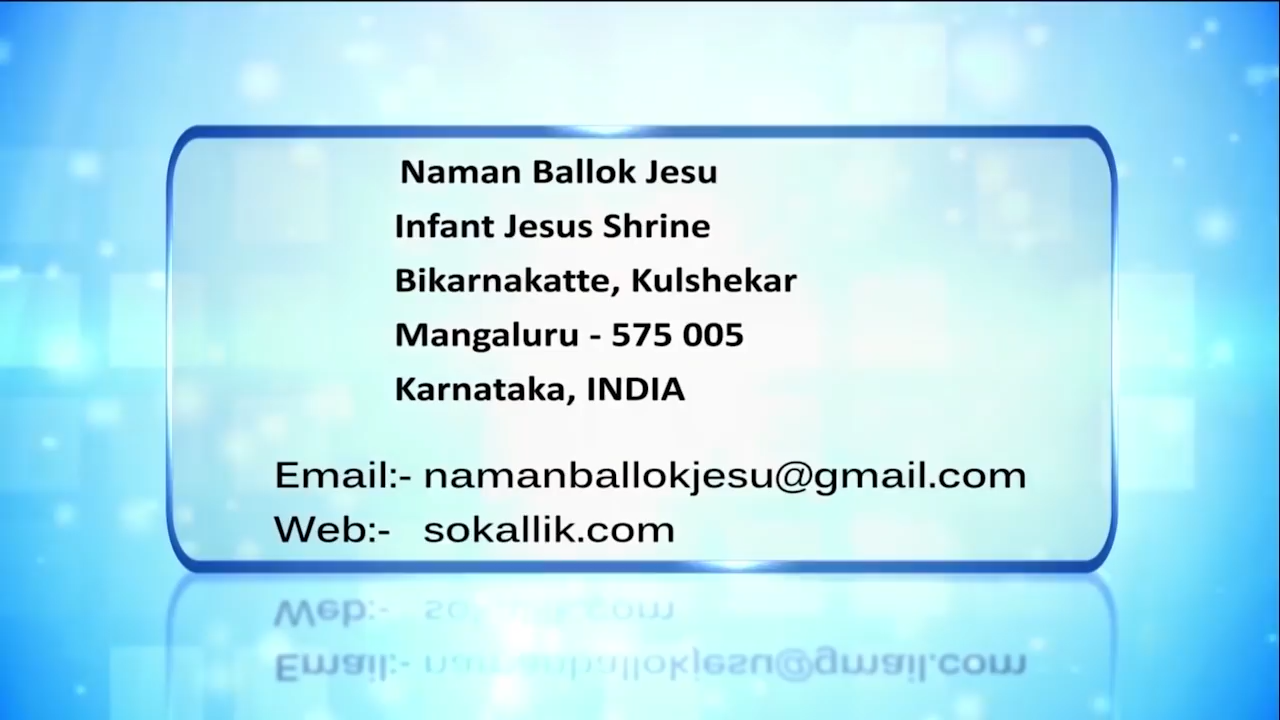 Naman Ballok Jesu
Infant Jesus Shrine
Bikarnakatte, Kulshekar
Mangaluru - 575 005
Karnataka, INDIA
Email:- namanballokjesu@gmail.com
Web:- sokallik.com